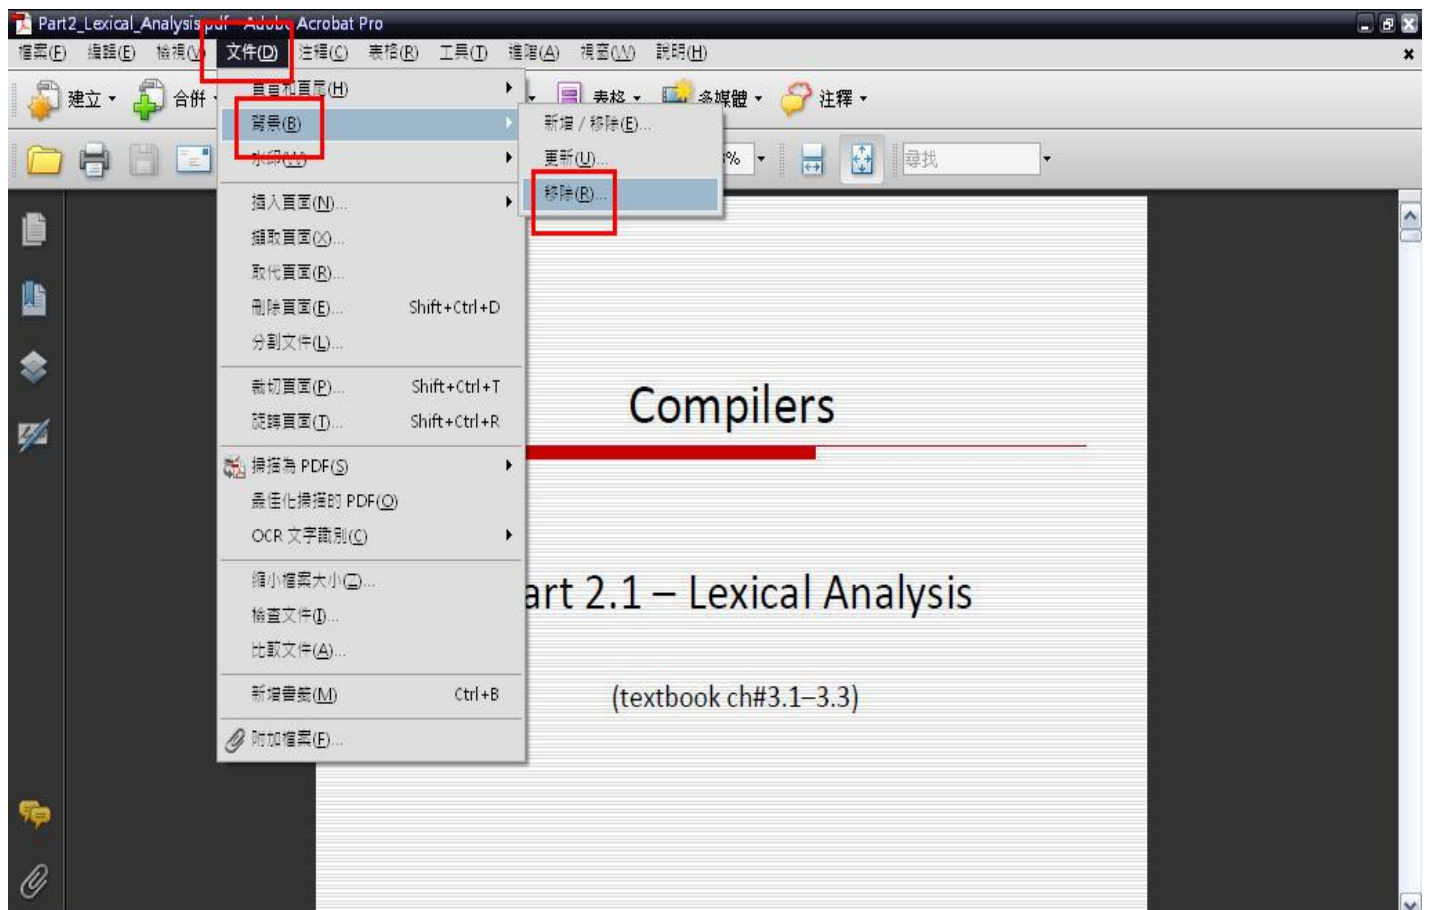 Part2_Lexical_Analysis.pdf - Adobe Acrobat Pro
檔案(F) 編輯(E) 檢視(V) 文件(D) 注釋(C) 表格(R) 工具(T) 進階(A) 視窗(W) 說明(H)
建立 合併 表格 多媒體 注釋
頁首和頁尾(H)
背景(B)
水印(W)
新增 / 移除(E)...
更新(U)...
移除(R)...
% 尋找
插入頁面(N)...
擷取頁面(X)...
取代頁面(R)...
刪除頁面(E)... Shift+Ctrl+D
分割文件(L)...
裁切頁面(P)... Shift+Ctrl+T
旋轉頁面(T)... Shift+Ctrl+R
掃描為 PDF(S)
最佳化掃描的 PDF(O)
OCR 文字識別(C)
縮小檔案大小(Z)...
檢查文件(I)...
比較文件(A)...
新增書籤(M) Ctrl+B
附加檔案(F)...
Compilers
art 2.1 – Lexical Analysis
(textbook ch#3.1–3.3)